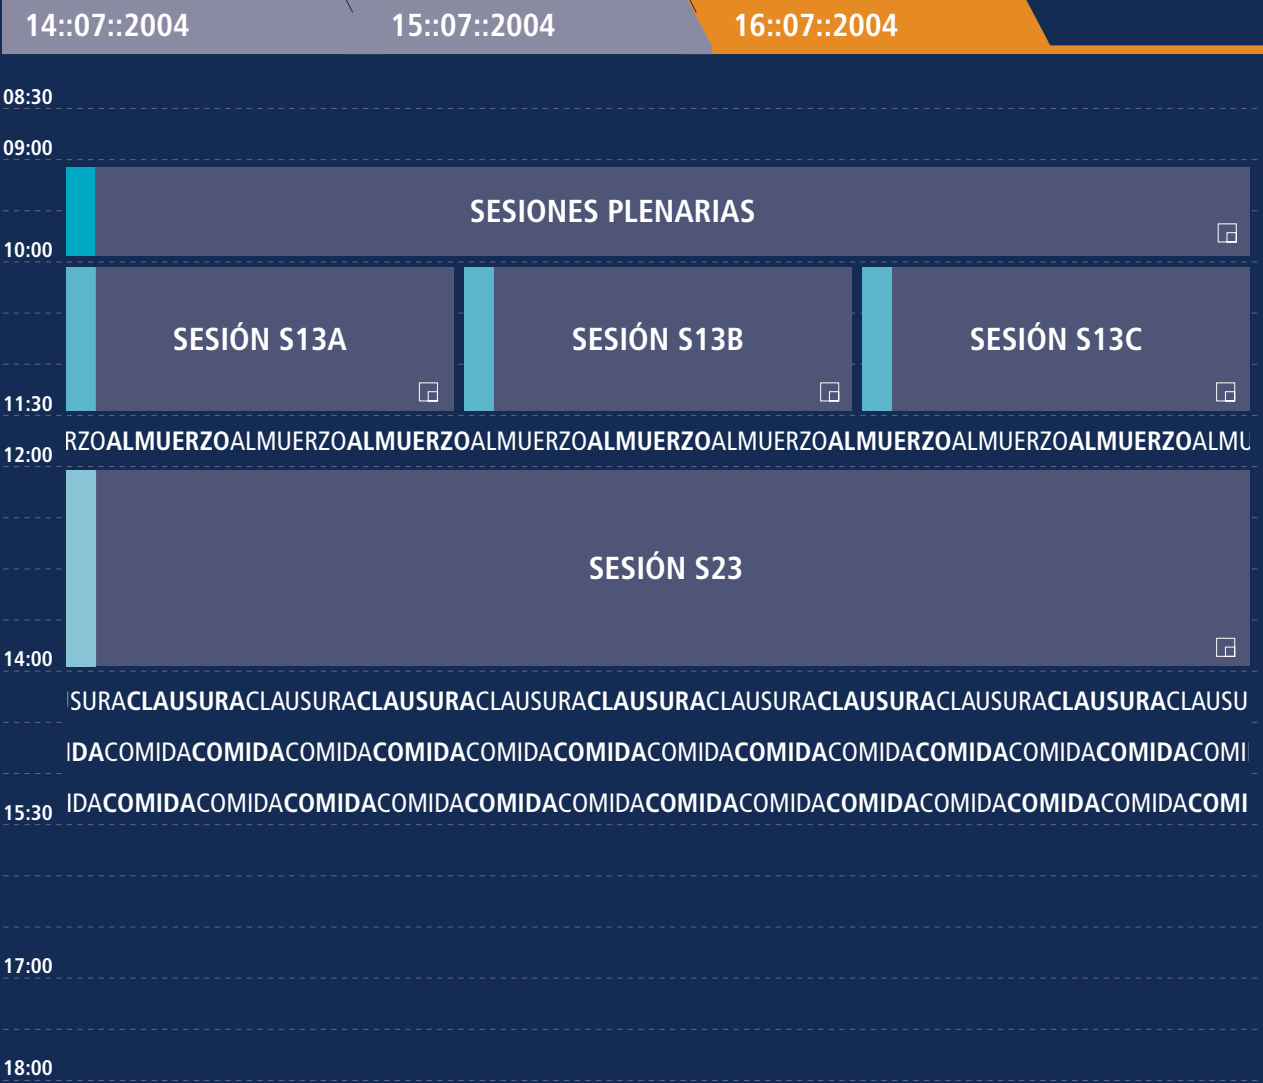 14::07::2004 15::07::2004 16::07::2004
08:30
09:00
SESIONES PLENARIAS
10:00
SESIÓN S13A SESIÓN S13B SESIÓN S13C
11:30
RZOALMUERZOALMUERZOALMUERZOALMUERZOALMUERZOALMUERZOALMUERZOALMUERZOALMUERZOALMU
12:00
SESIÓN S23
14:00
USURACLAUSURACLAUSURACLAUSURACLAUSURACLAUSURACLAUSURACLAUSURACLAUSURACLAUSURACLAUSU
IDACOMIDACOMIDACOMIDACOMIDACOMIDACOMIDACOMIDACOMIDACOMIDACOMIDACOMIDACOMI
IDACOMIDACOMIDACOMIDACOMIDACOMIDACOMIDACOMIDACOMIDACOMIDACOMIDACOMIDACOMI
15:30
17:00
18:00